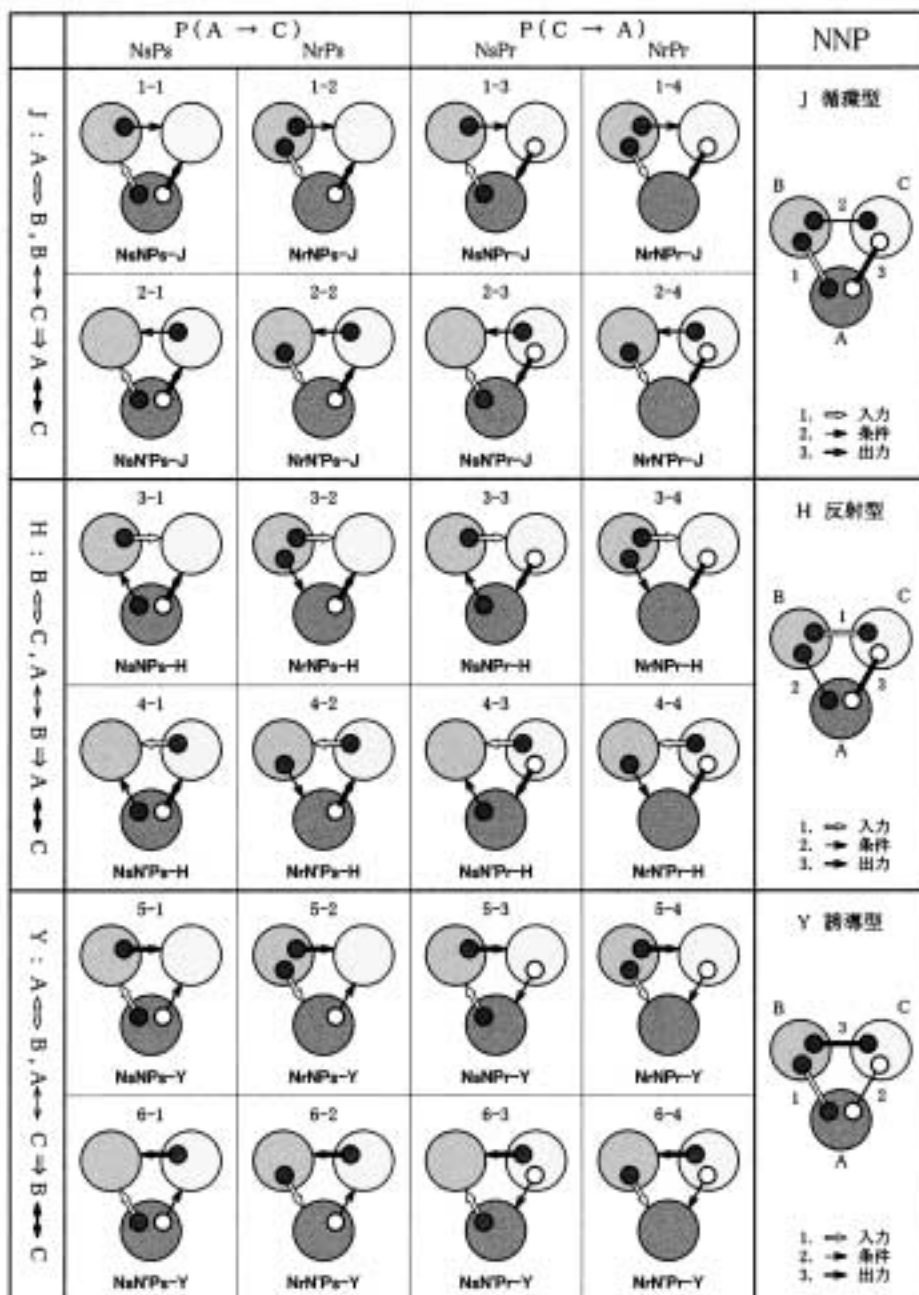 P(A → C)
P(C → A)
NNP
NsPs
NrPs
NsPr
NrPr
J : A ⇔ B, B ↔ C ⇒ A ↔ C
1-1
1-2
1-3
1-4
NsNPs-J
NrNPs-J
NsNPr-J
NrNPr-J
2-1
2-2
2-3
2-4
NsN'Ps-J
NrN'Ps-J
NsN'Pr-J
NrN'Pr-J
J 循環型
B
C
2
1
3
A
1. ⇒ 入力
2. → 条件
3. → 出力
H : B ⇔ C, A ↔ B ⇒ A ↔ C
3-1
3-2
3-3
3-4
NsNPs-H
NrNPs-H
NsNPr-H
NrNPr-H
4-1
4-2
4-3
4-4
NsN'Ps-H
NrN'Ps-H
NsN'Pr-H
NrN'Pr-H
H 反射型
B
C
1
2
3
A
1. ⇒ 入力
2. → 条件
3. → 出力
Y : A ⇔ B, A ↔ C ⇒ B ↔ C
5-1
5-2
5-3
5-4
NsNPs-Y
NrNPs-Y
NsNPr-Y
NrNPr-Y
6-1
6-2
6-3
6-4
NsN'Ps-Y
NrN'Ps-Y
NsN'Pr-Y
NrN'Pr-Y
Y 誘導型
B
C
3
1
2
A
1. ⇒ 入力
2. → 条件
3. → 出力